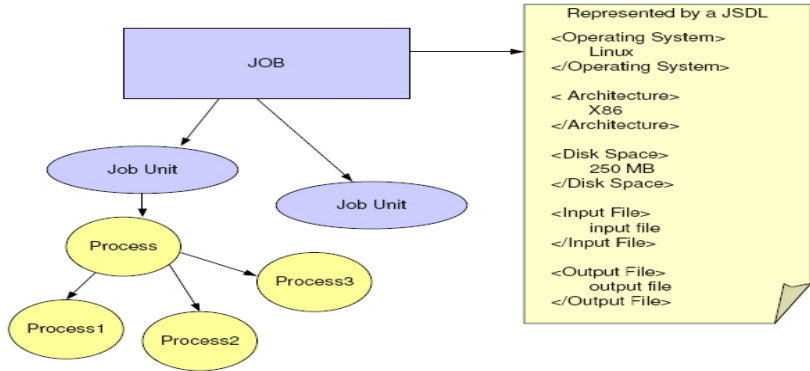 JOB
Job Unit
Job Unit
Process
Process3
Process1
Process2
Represented by a JSDL
<Operating System>
Linux
</Operating System>
< Architecture>
X86
</Architecture>
<Disk Space>
250 MB
</Disk Space>
<Input File>
input file
</Input File>
<Output File>
output file
</Output File>